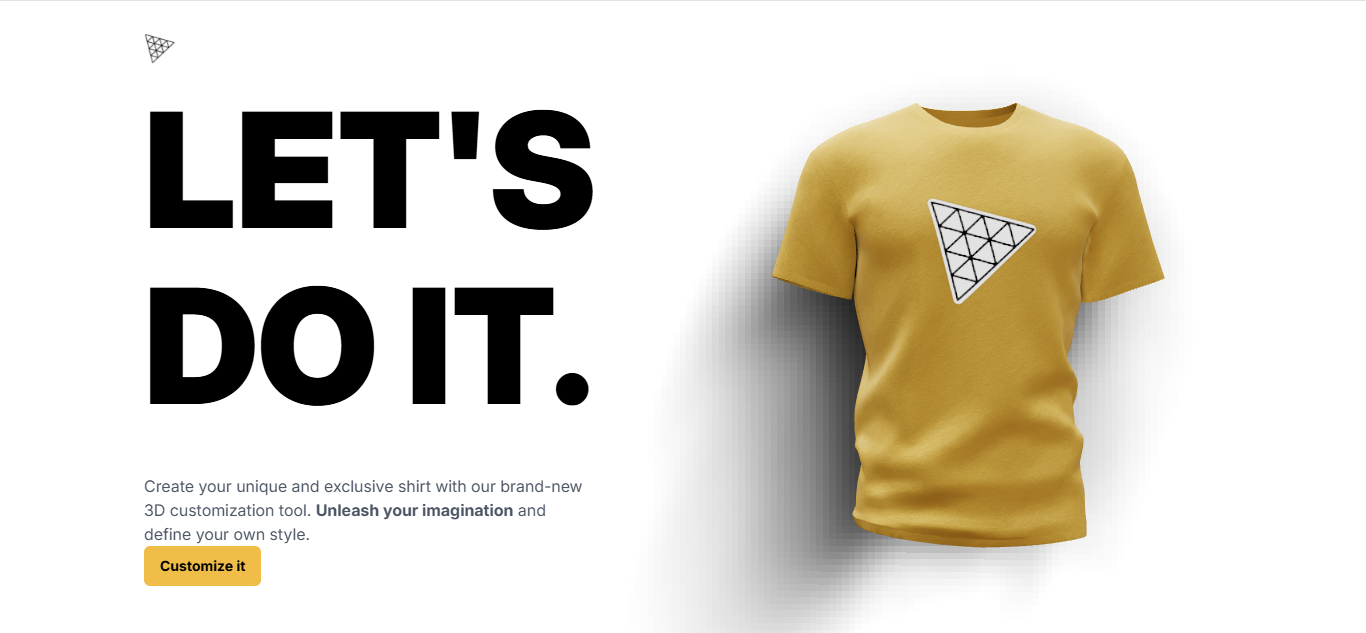 LET'S
DO IT.
Create your unique and exclusive shirt with our brand-new
3D customization tool. Unleash your imagination and
define your own style.
Customize it